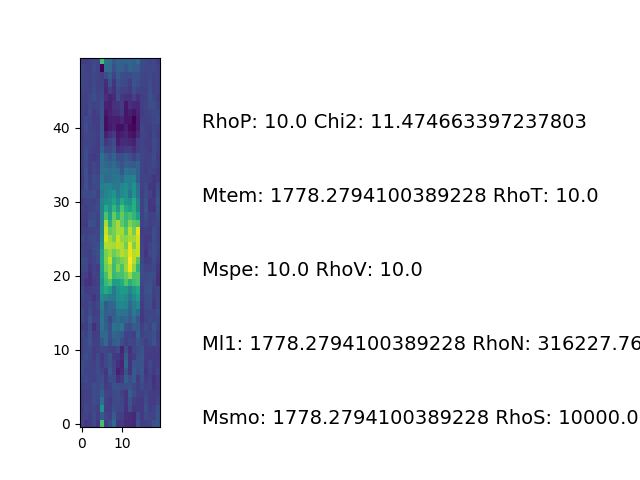 40
30
20
10
0
0 10
RhoP: 10.0 Chi2: 11.474663397237803
Mtem: 1778.2794100389228 RhoT: 10.0
Mspe: 10.0 RhoV: 10.0
Ml1: 1778.2794100389228 RhoN: 316227.76
Msmo: 1778.2794100389228 RhoS: 10000.0